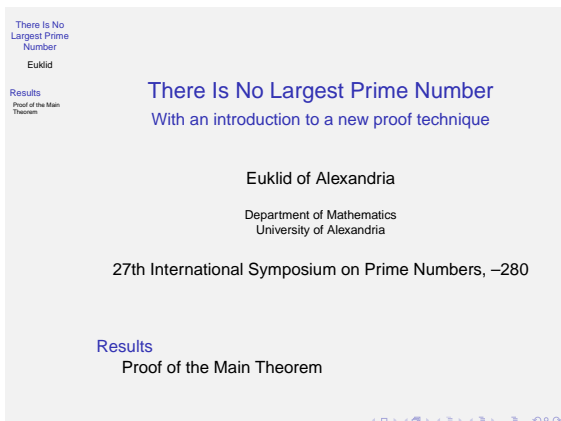 There Is No
Largest Prime
Number
Euklid
Results
Proof of the Main
Theorem
There Is No Largest Prime Number
With an introduction to a new proof technique
Euklid of Alexandria
Department of Mathematics
University of Alexandria
27th International Symposium on Prime Numbers, –280
Results
Proof of the Main Theorem